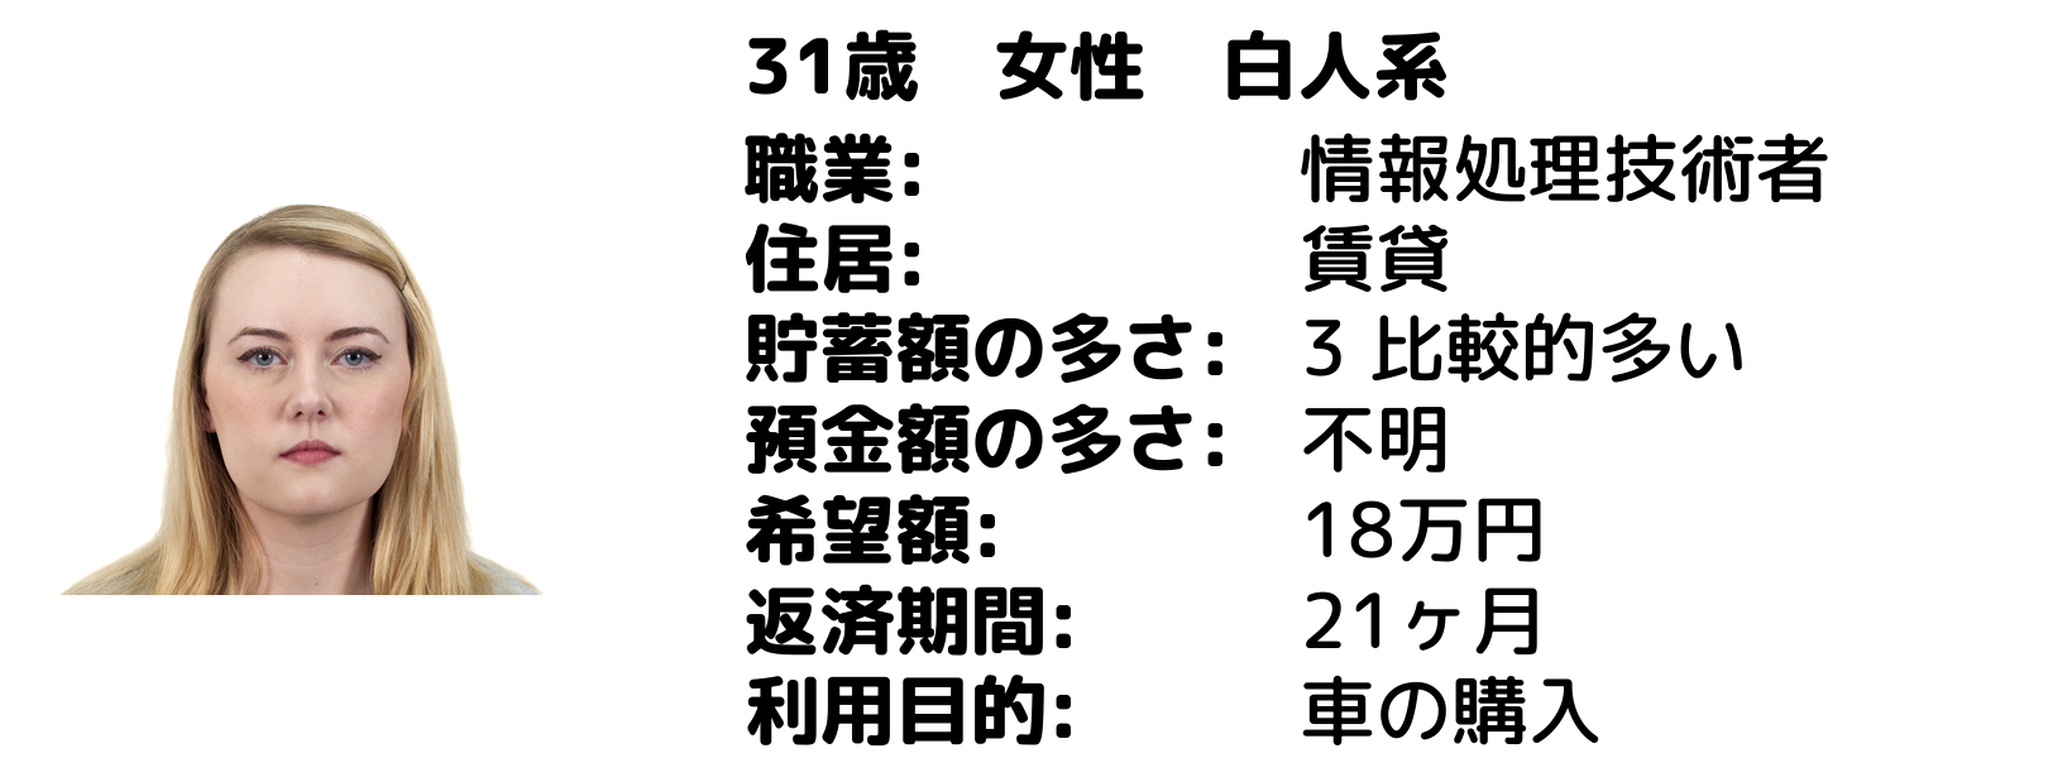 31歳　女性　白人系
職業: 情報処理技術者
住居: 賃貸
貯蓄額の多さ: 3 比較的多い
預金額の多さ: 不明
希望額: 18万円
返済期間: 21ヶ月
利用目的: 車の購入